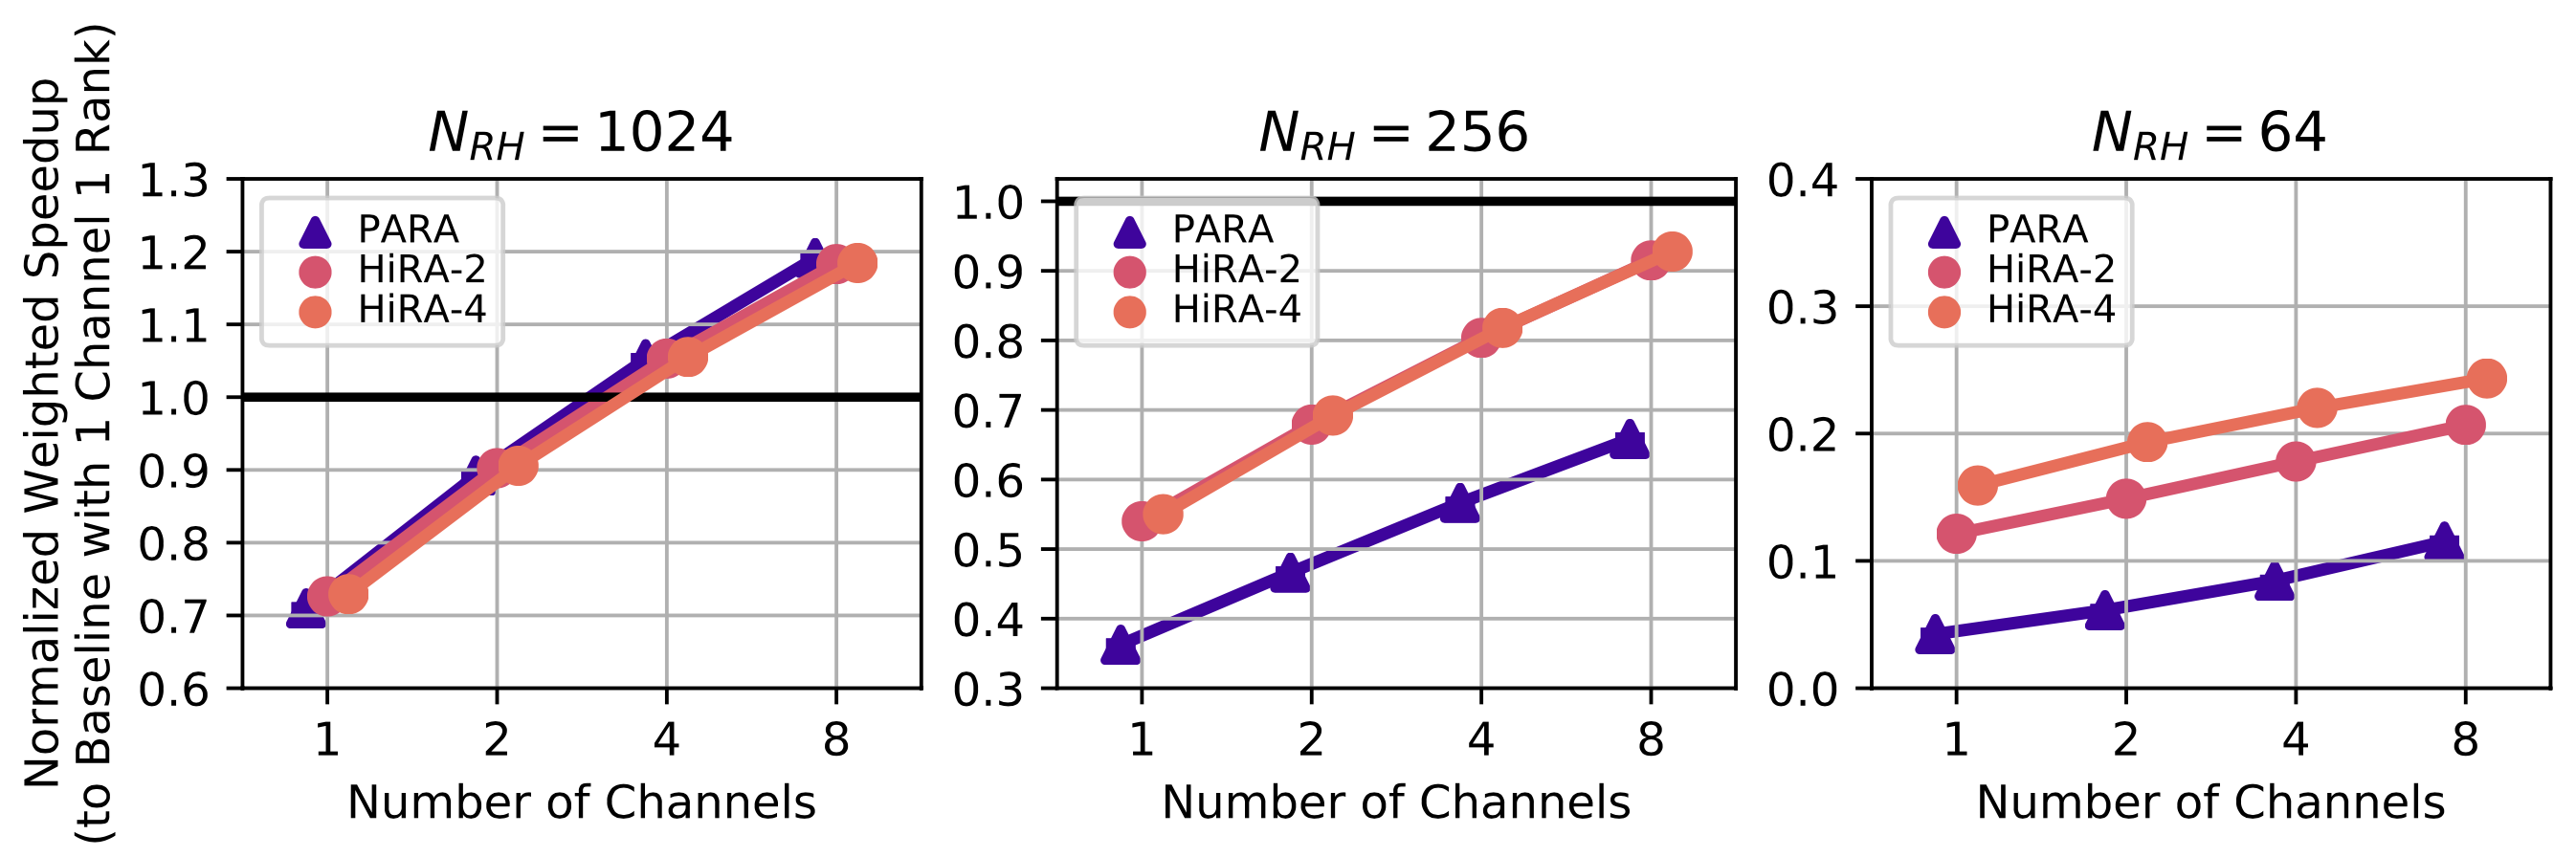 Normalized Weighted Speedup
(to Baseline with 1 Channel 1 Rank)
N_RH = 1024
1.3
1.2
1.1
1.0
0.9
0.8
0.7
0.6
PARA
HiRA-2
HiRA-4
1 2 4 8
Number of Channels
N_RH = 256
1.0
0.9
0.8
0.7
0.6
0.5
0.4
0.3
PARA
HiRA-2
HiRA-4
1 2 4 8
Number of Channels
N_RH = 64
0.4
0.3
0.2
0.1
0.0
PARA
HiRA-2
HiRA-4
1 2 4 8
Number of Channels